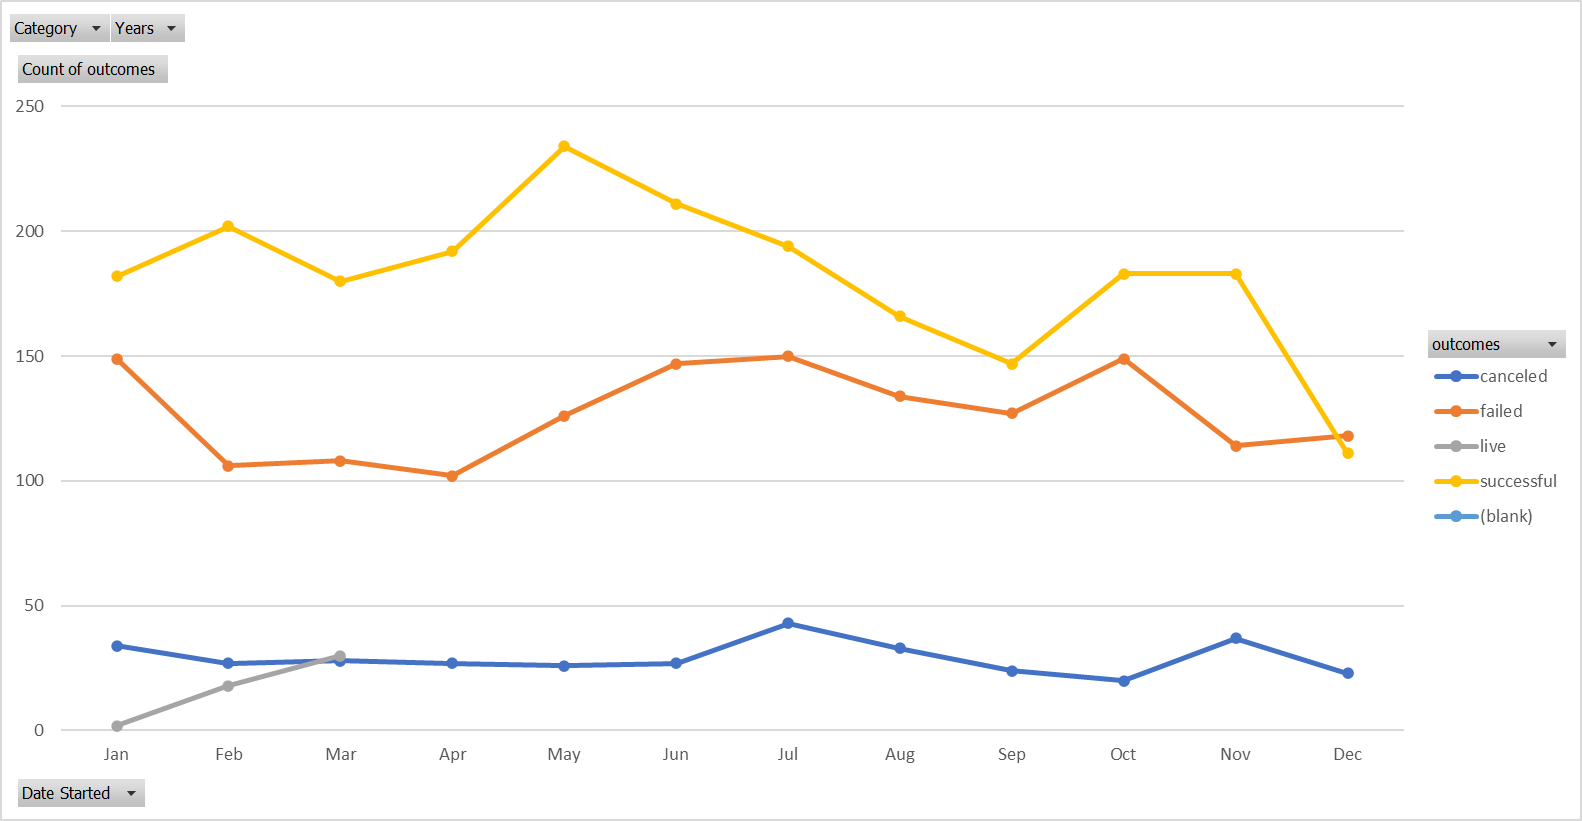 Category Years
Count of outcomes
250
200
150
100
50
0
Jan Feb Mar Apr May Jun Jul Aug Sep Oct Nov Dec
outcomes
canceled
failed
live
successful
(blank)
Date Started